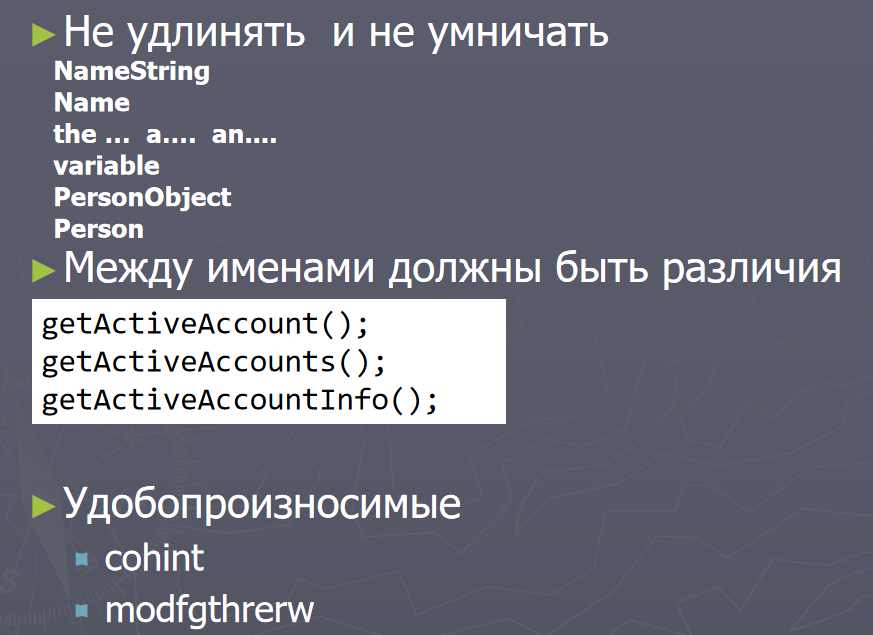 Не удлинять и не умничать
NameString
Name
the ... a.... an....
variable
PersonObject
Person
Между именами должны быть различия
getActiveAccount();
getActiveAccounts();
getActiveAccountInfo();
Удобопроизносимые
cohint
modfgthrerw
S